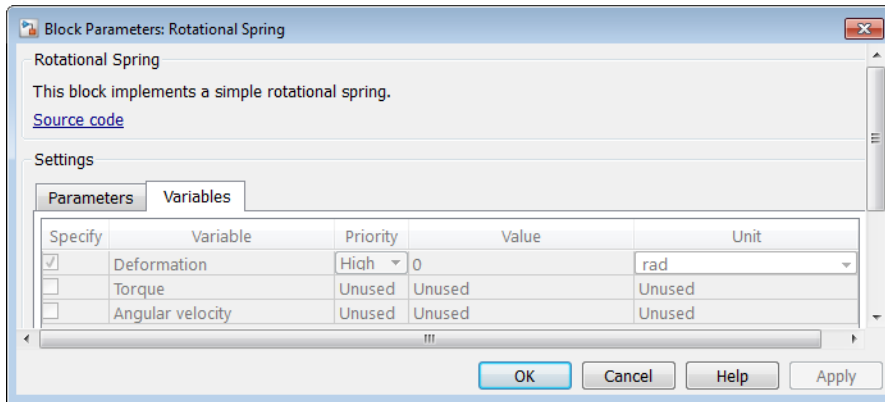 Block Parameters: Rotational Spring
Rotational Spring
This block implements a simple rotational spring.
Source code
Settings
Parameters Variables
Specify Variable Priority Value Unit
Deformation High 0 rad
Torque Unused Unused Unused
Angular velocity Unused Unused Unused
OK Cancel Help Apply